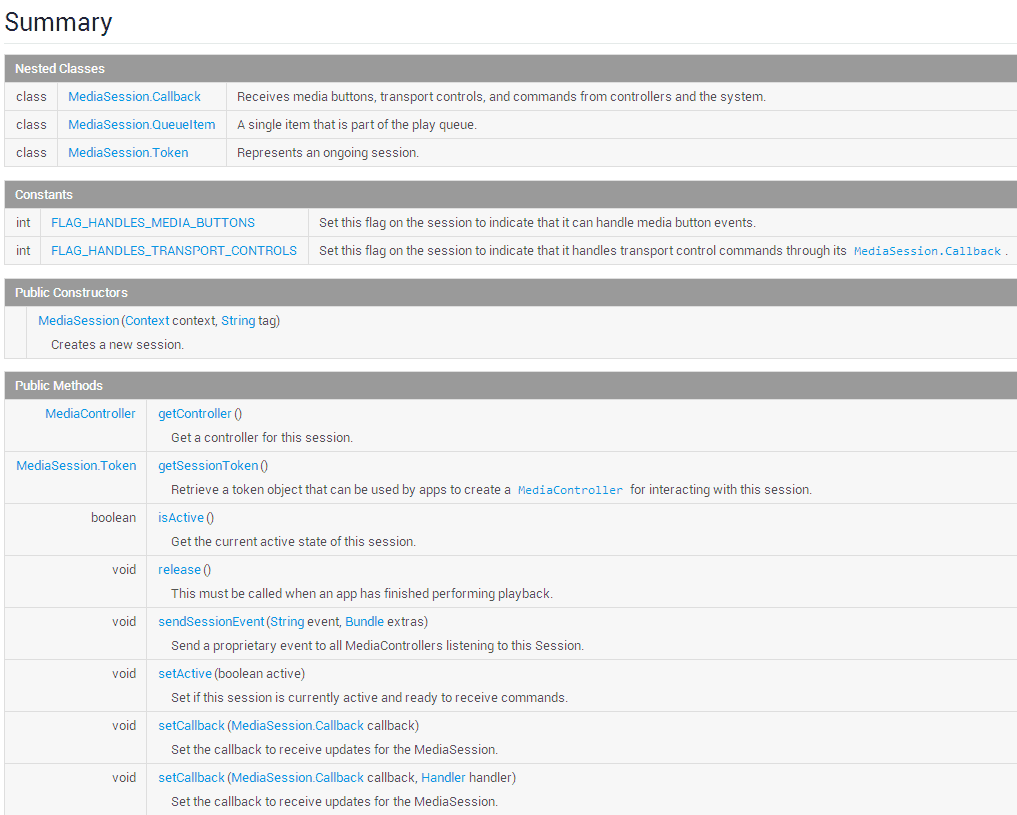 Summary
Nested Classes
class MediaSession.Callback Receives media buttons, transport controls, and commands from controllers and the system.
class MediaSession.QueueItem A single item that is part of the play queue.
class MediaSession.Token Represents an ongoing session.
Constants
int FLAG_HANDLES_MEDIA_BUTTONS Set this flag on the session to indicate that it can handle media button events.
int FLAG_HANDLES_TRANSPORT_CONTROLS Set this flag on the session to indicate that it handles transport control commands through its MediaSession.Callback.
Public Constructors
MediaSession(Context context, String tag)
Creates a new session.
Public Methods
MediaController getController()
Get a controller for this session.
MediaSession.Token getSessionToken()
Retrieve a token object that can be used by apps to create a MediaController for interacting with this session.
boolean isActive()
Get the current active state of this session.
void release()
This must be called when an app has finished performing playback.
void sendSessionEvent(String event, Bundle extras)
Send a proprietary event to all MediaControllers listening to this Session.
void setActive(boolean active)
Set if this session is currently active and ready to receive commands.
void setCallback(MediaSession.Callback callback)
Set the callback to receive updates for the MediaSession.
void setCallback(MediaSession.Callback callback, Handler handler)
Set the callback to receive updates for the MediaSession.